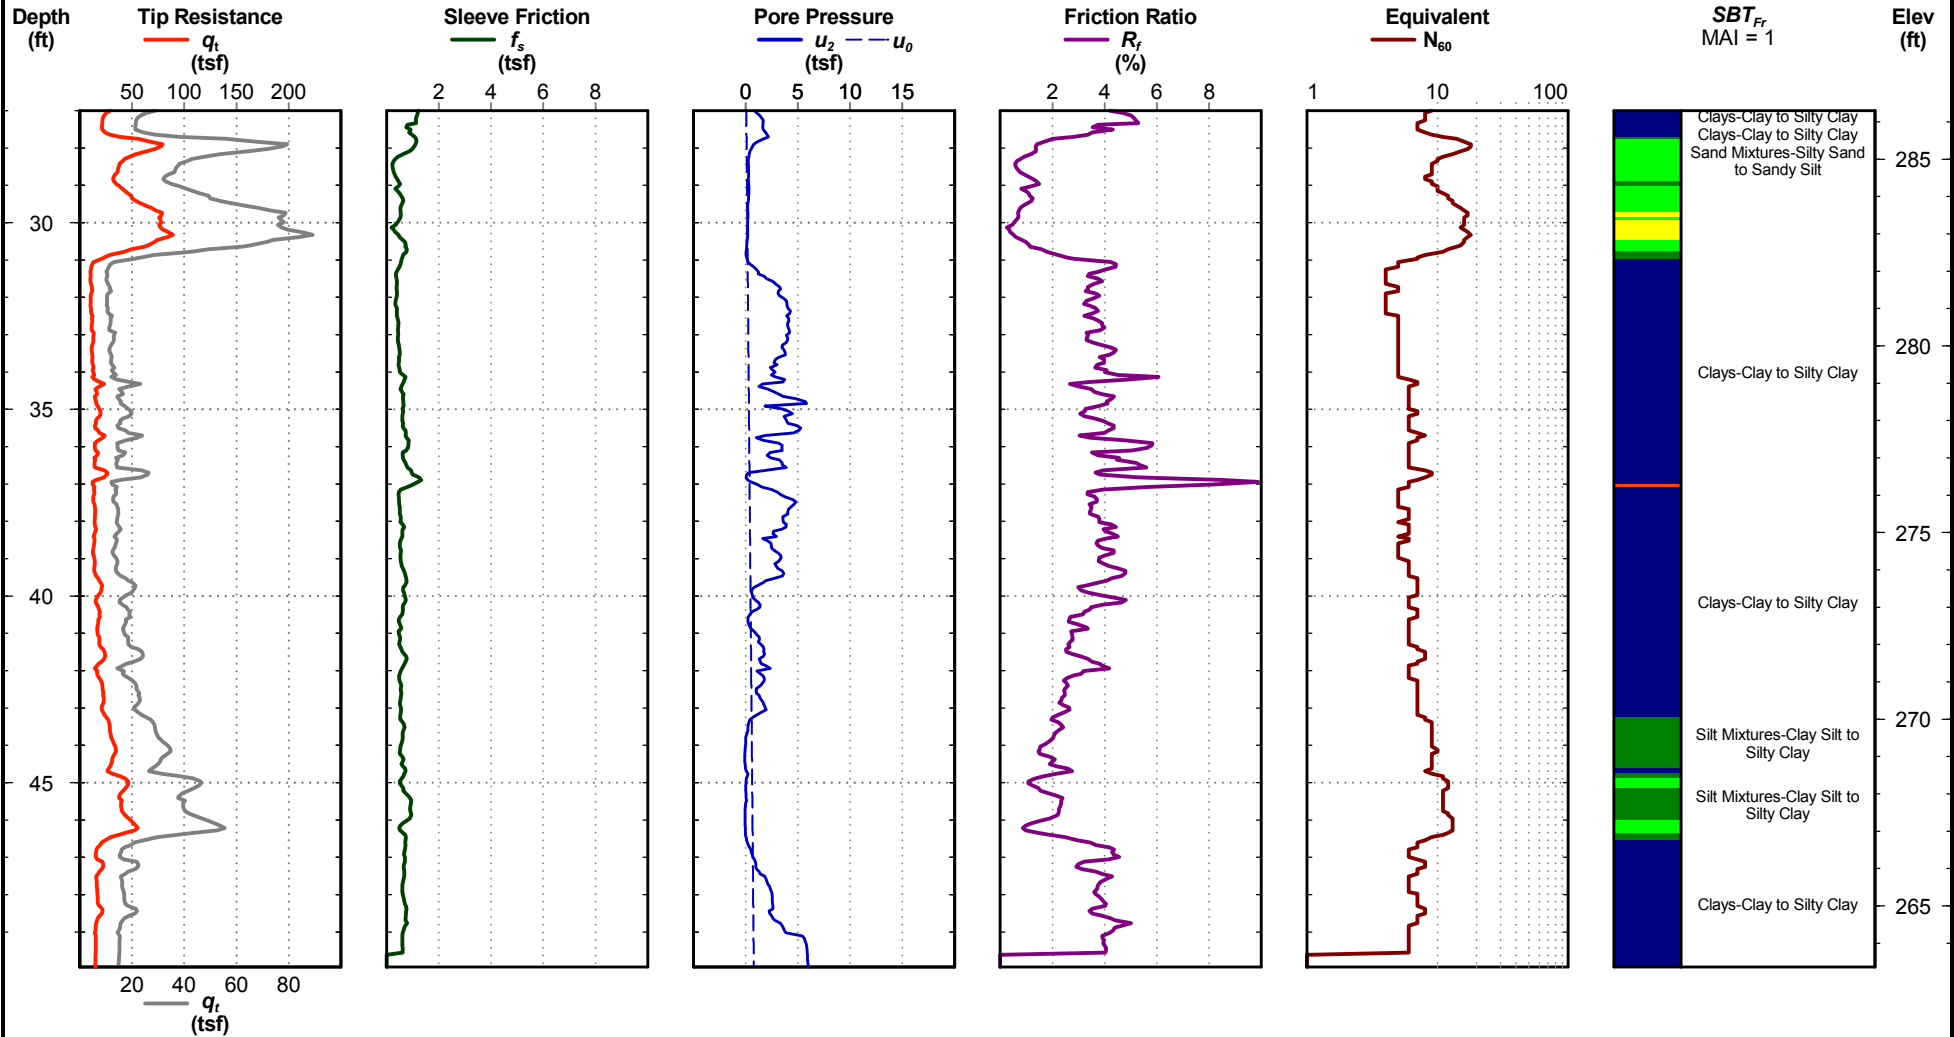 Depth
(ft)
Tip Resistance
qt
(tsf)
Sleeve Friction
fs
(tsf)
Pore Pressure
u2 u0
(tsf)
Friction Ratio
Rf
(%)
Equivalent
N60
SBTFr
MAI = 1
Elev
(ft)
50 100 150 200
2 4 6 8
0 5 10 15
2 4 6 8
1 10 100
Clays-Clay to Silty Clay
Clays-Clay to Silty Clay
Sand Mixtures-Silty Sand
to Sandy Silt
285
30
280
Clays-Clay to Silty Clay
35
275
40
Clays-Clay to Silty Clay
270
Silt Mixtures-Clay Silt to
Silty Clay
45
Silt Mixtures-Clay Silt to
Silty Clay
Clays-Clay to Silty Clay
265
20 40 60 80
qt
(tsf)